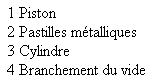 1 Piston
2 Pastilles métalliques
3 Cylindre
4 Branchement du vide